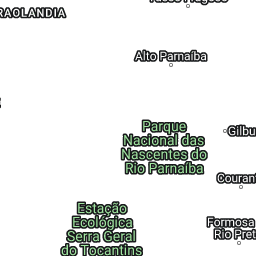 RAOLANDIA
Alto Parnaíba
Parque
Nacional das
Nascentes do
Rio Parnaíba
Gilbu
Courant
Estação
Ecológica
Serra Geral
do Tocantins
Formosa
Rio Pret